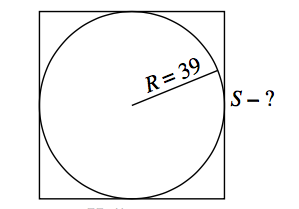 R = 39
S – ?